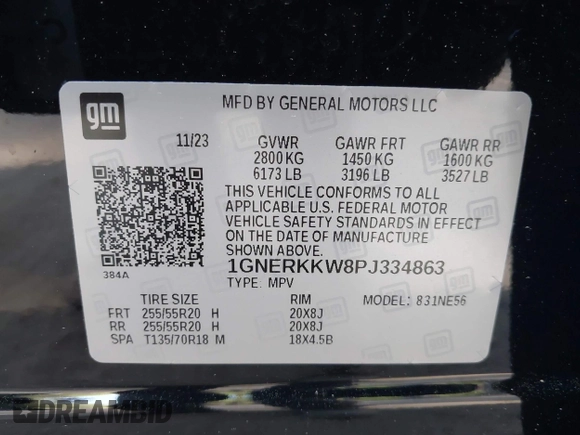 gm
MFD BY GENERAL MOTORS LLC
11/23 GVWR GAWR FRT GAWR RR
2800 KG 1450 KG 1600 KG
6173 LB 3196 LB 3527 LB
THIS VEHICLE CONFORMS TO ALL
APPLICABLE U.S. FEDERAL MOTOR
VEHICLE SAFETY STANDARDS IN EFFECT
ON THE DATE OF MANUFACTURE
SHOWN ABOVE.
384A
1GNERKKW8PJ334863
TYPE: MPV
TIRE SIZE RIM MODEL: 831NE56
FRT 255/55R20 H 20X8J
RR 255/55R20 H 20X8J
SPA T135/70R18 M 18X4.5B
DREAMBID